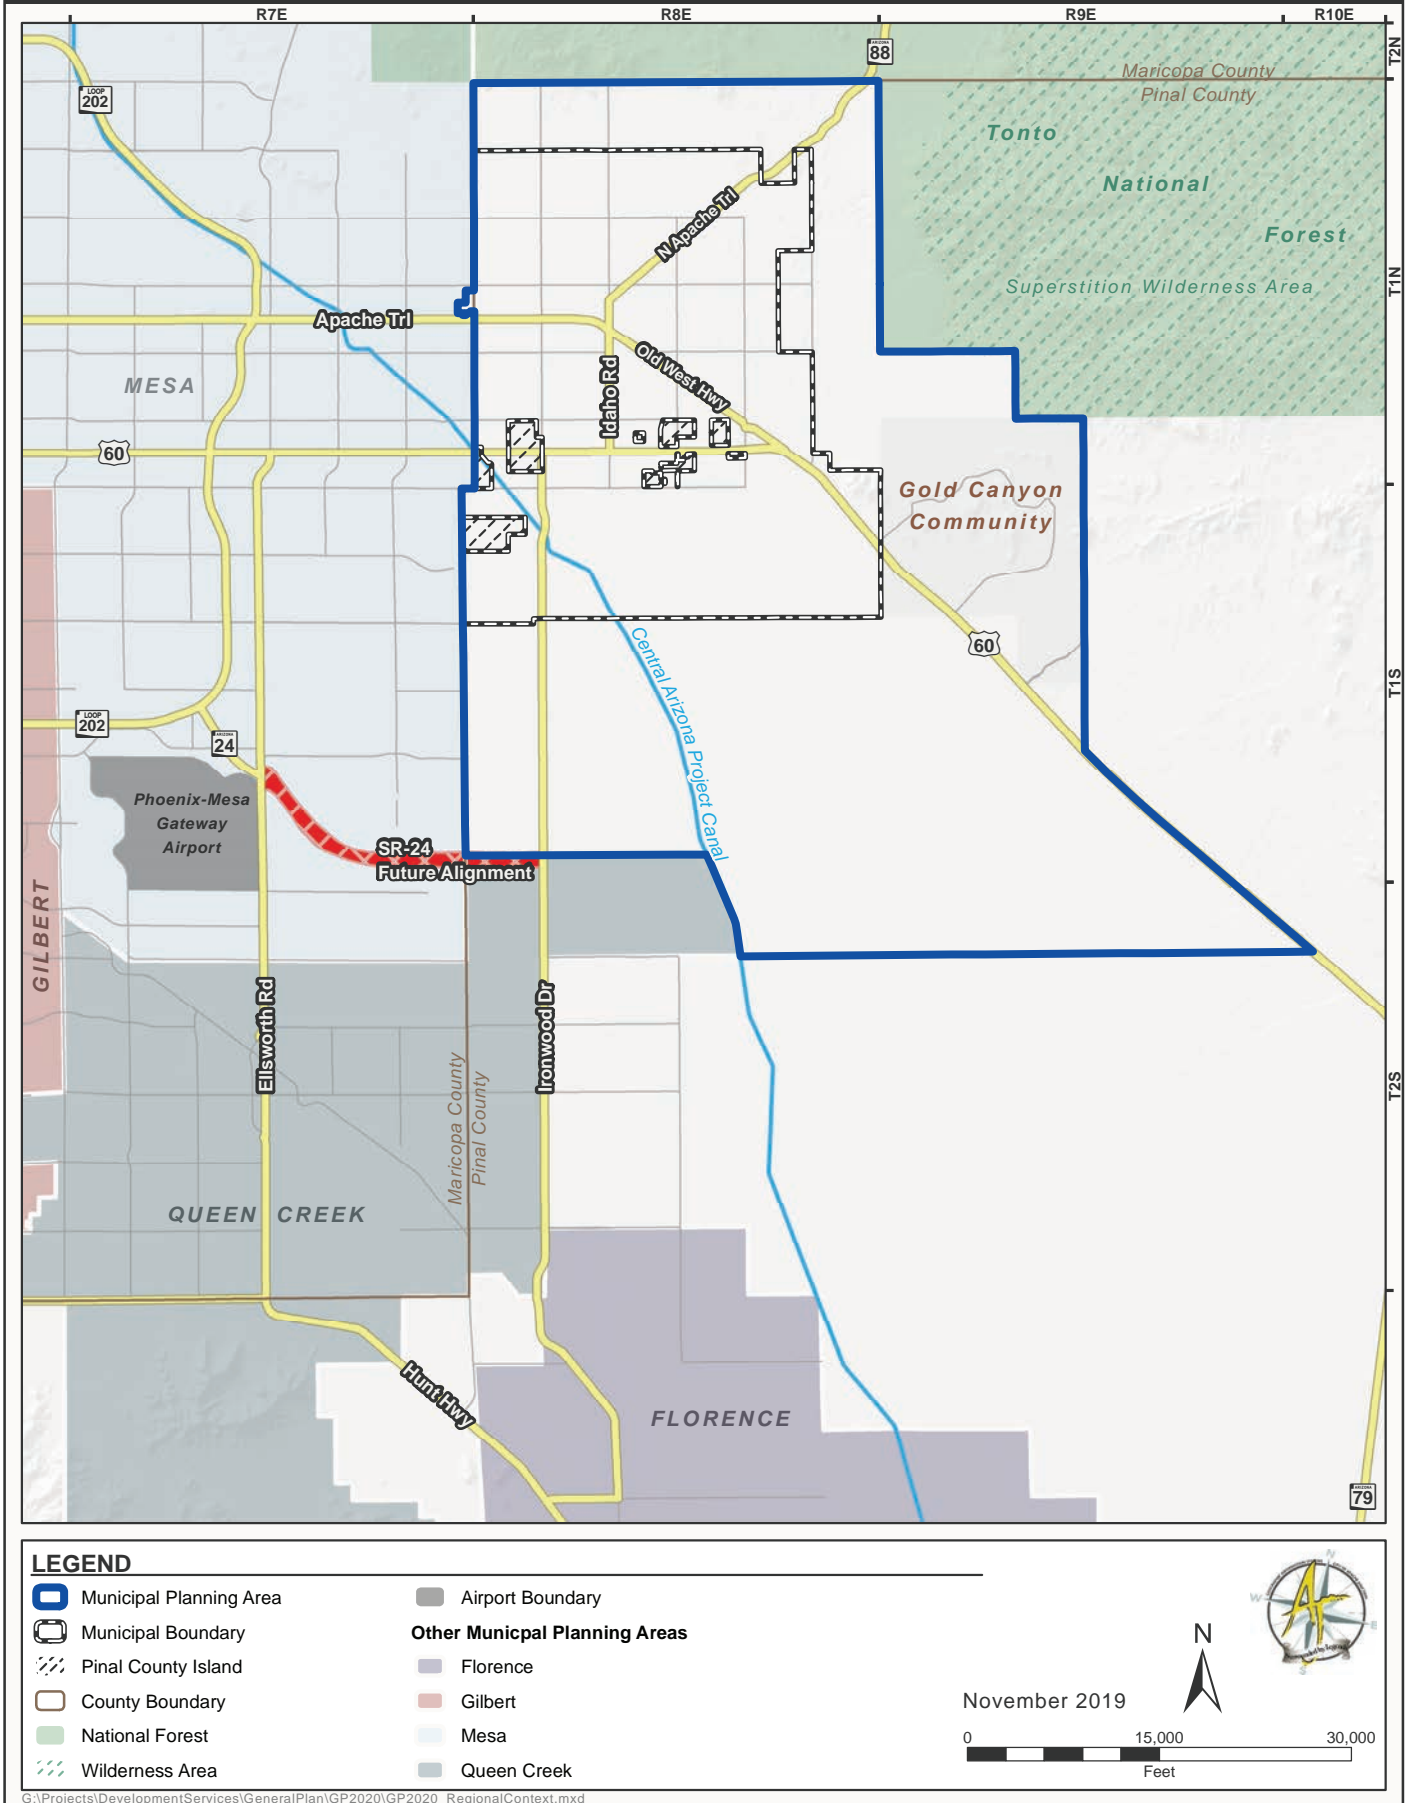 R7E
R8E
R9E
R10E
T2N
T1N
T1S
T2S
ARIZONA
88
LOOP
202
Maricopa County
Pinal County
Tonto
National
Forest
Superstition Wilderness Area
N Apache Trl
Apache Trl
Old West Hwy
Idaho Rd
MESA
60
Gold Canyon
Community
60
Central Arizona Project Canal
LOOP
202
ARIZONA
24
Phoenix-Mesa
Gateway
Airport
SR-24
Future Alignment
GILBERT
Ellsworth Rd
Ironwood Dr
Maricopa County
Pinal County
QUEEN CREEK
Hunt Hwy
FLORENCE
ARIZONA
79
LEGEND
Municipal Planning Area
Municipal Boundary
Pinal County Island
County Boundary
National Forest
Wilderness Area
Airport Boundary
Other Municpal Planning Areas
Florence
Gilbert
Mesa
Queen Creek
November 2019
N
0 15,000 30,000
Feet
N
W
E
S
G:\Projects\DevelopmentServices\GeneralPlan\GP2020\GP2020_RegionalContext.mxd